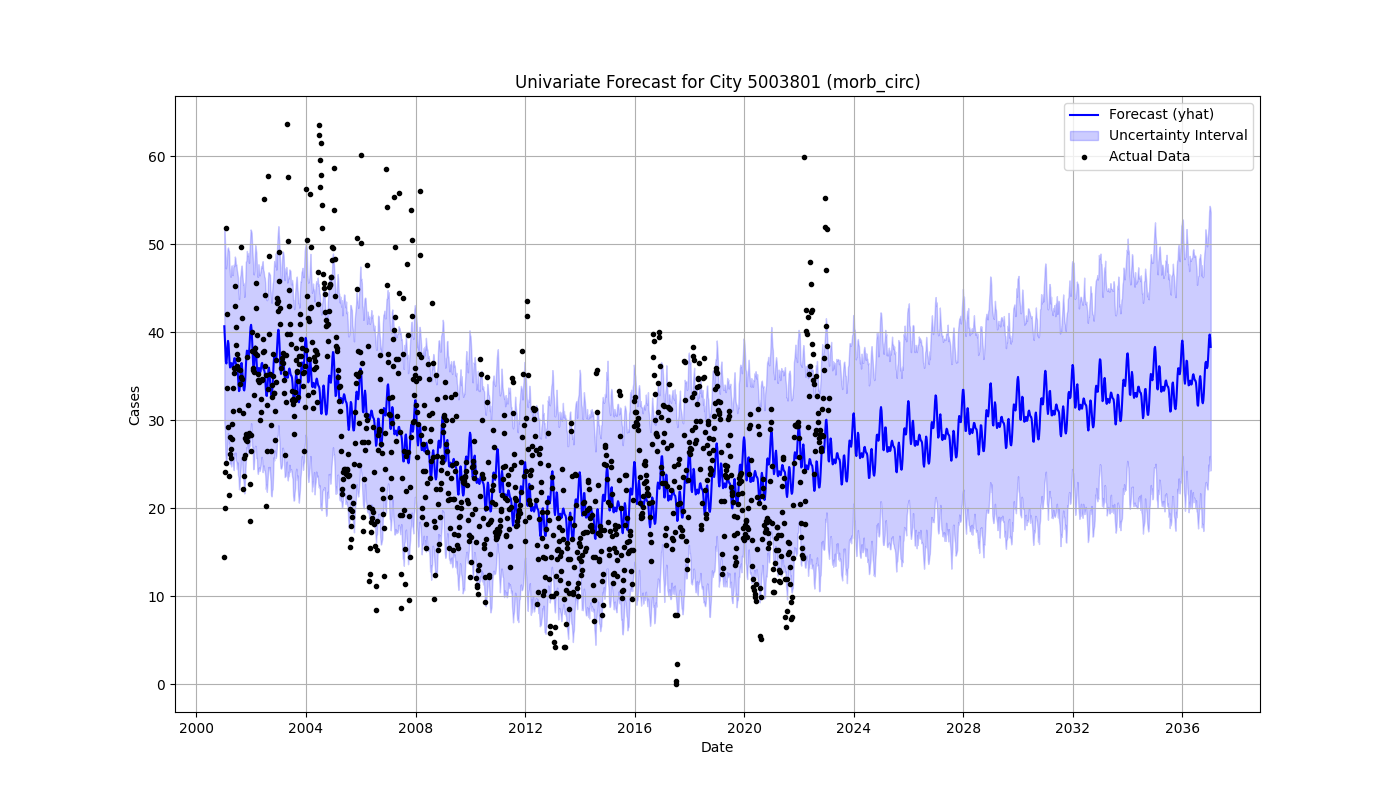 Univariate Forecast for City 5003801 (morb_circ)
Forecast (yhat)
Uncertainty Interval
Actual Data
Cases
60
50
40
30
20
10
0
2000 2004 2008 2012 2016 2020 2024 2028 2032 2036
Date